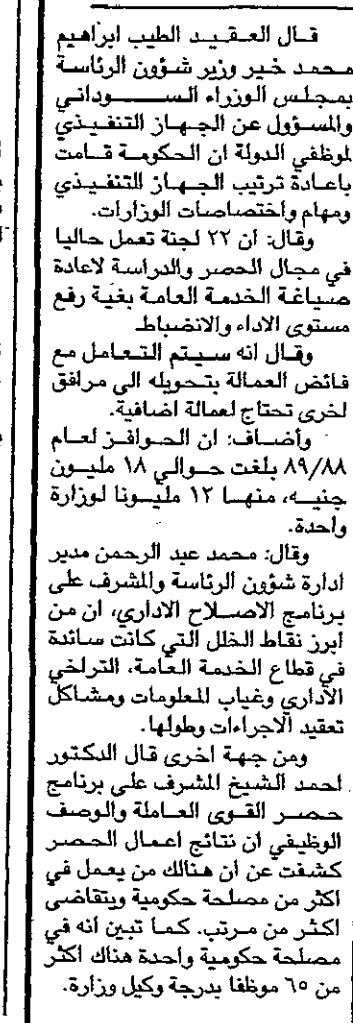 قال العقيد الطيب ابراهيم
محمد خير وزير شؤون الرئاسة
بمجلس الوزراء السوداني
والمسؤول عن الجهاز التنفيذي
لموظفي الدولة ان الحكومة قامت
باعادة ترتيب الجهاز التنفيذي
ومهام واختصاصات الوزارات.
وقال: ان ٢٢ لجنة تعمل حاليا
في مجال الحصر والدراسة لاعادة
صياغة الخدمة العامة بغية رفع
مستوى الاداء والانضباط.
وقال انه سيتم التعامل مع
فائض العمالة بتحويله الى مرافق
اخرى تحتاج لعمالة اضافية.
وأضاف: ان الحوافز لعام
٨٩/٨٨ بلغت حوالي ١٨ مليون
جنيه، منها ١٢ مليونا لوزارة
واحدة.
وقال: محمد عبد الرحمن مدير
ادارة شؤون الرئاسة والمشرف على
برنامج الاصلاح الاداري، ان من
ابرز نقاط الخلل التي كانت سائدة
في قطاع الخدمة العامة، التراخي
الاداري وغياب المعلومات ومشاكل
تعقيد الاجراءات وطولها.
ومن جهة اخرى قال الدكتور
احمد الشيخ المشرف على برنامج
حصر القوى العاملة والوصف
الوظيفي ان نتائج اعمال الحصر
كشفت عن ان هنالك من يعمل في
اكثر من مصلحة حكومية ويتقاضى
اكثر من مرتب. كما تبين انه في
مصلحة حكومية واحدة هناك اكثر
من ٦٥ موظفا بدرجة وكيل وزارة.